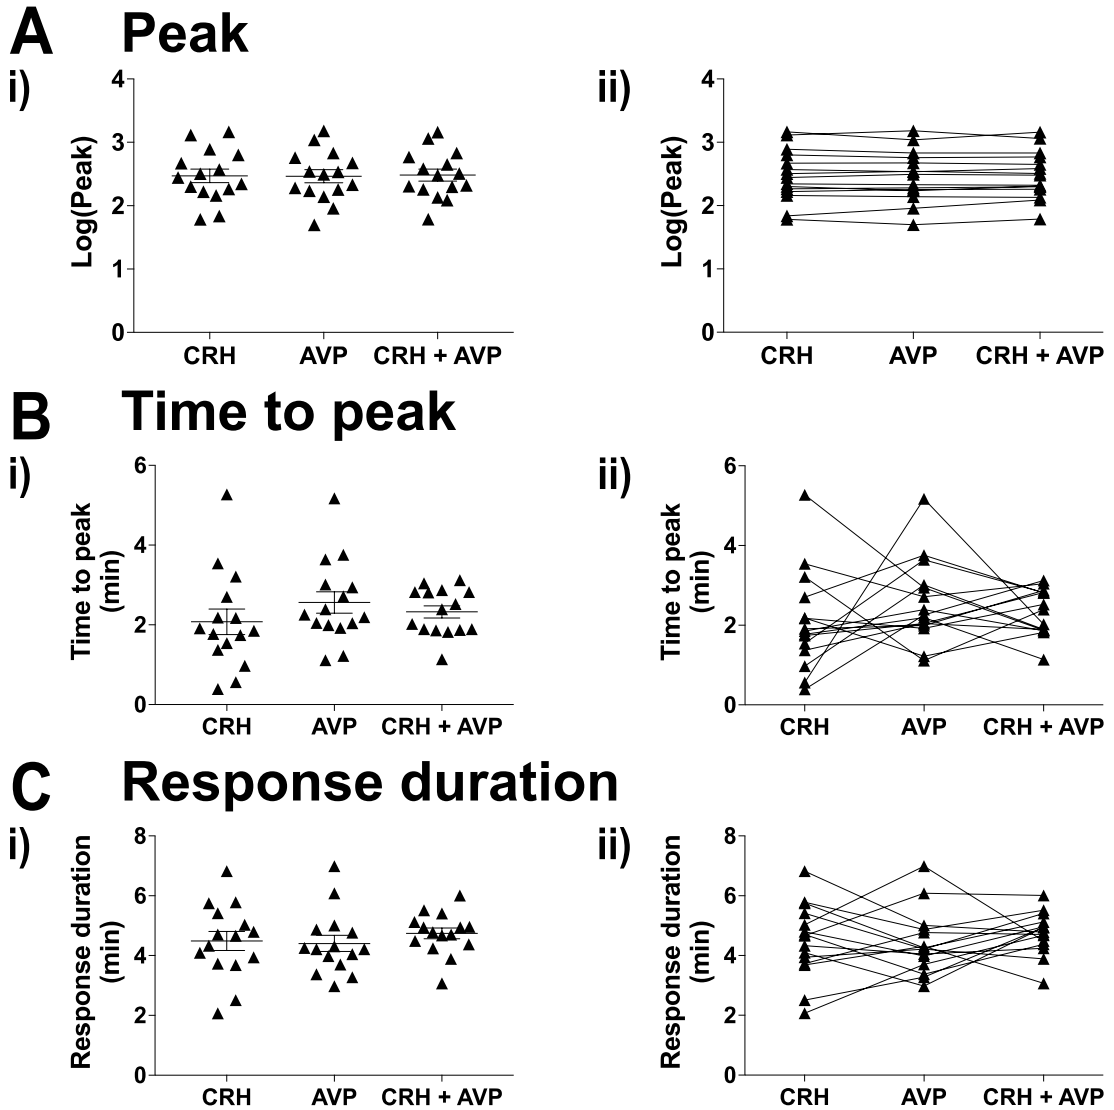 A Peak
i)
ii)
4
3
2
1
0
Log(Peak)
CRH AVP CRH + AVP
4
3
2
1
0
Log(Peak)
CRH AVP CRH + AVP
B Time to peak
i)
ii)
6
4
2
0
Time to peak
(min)
CRH AVP CRH + AVP
6
4
2
0
Time to peak
(min)
CRH AVP CRH + AVP
C Response duration
i)
ii)
8
6
4
2
0
Response duration
(min)
CRH AVP CRH + AVP
8
6
4
2
0
Response duration
(min)
CRH AVP CRH + AVP